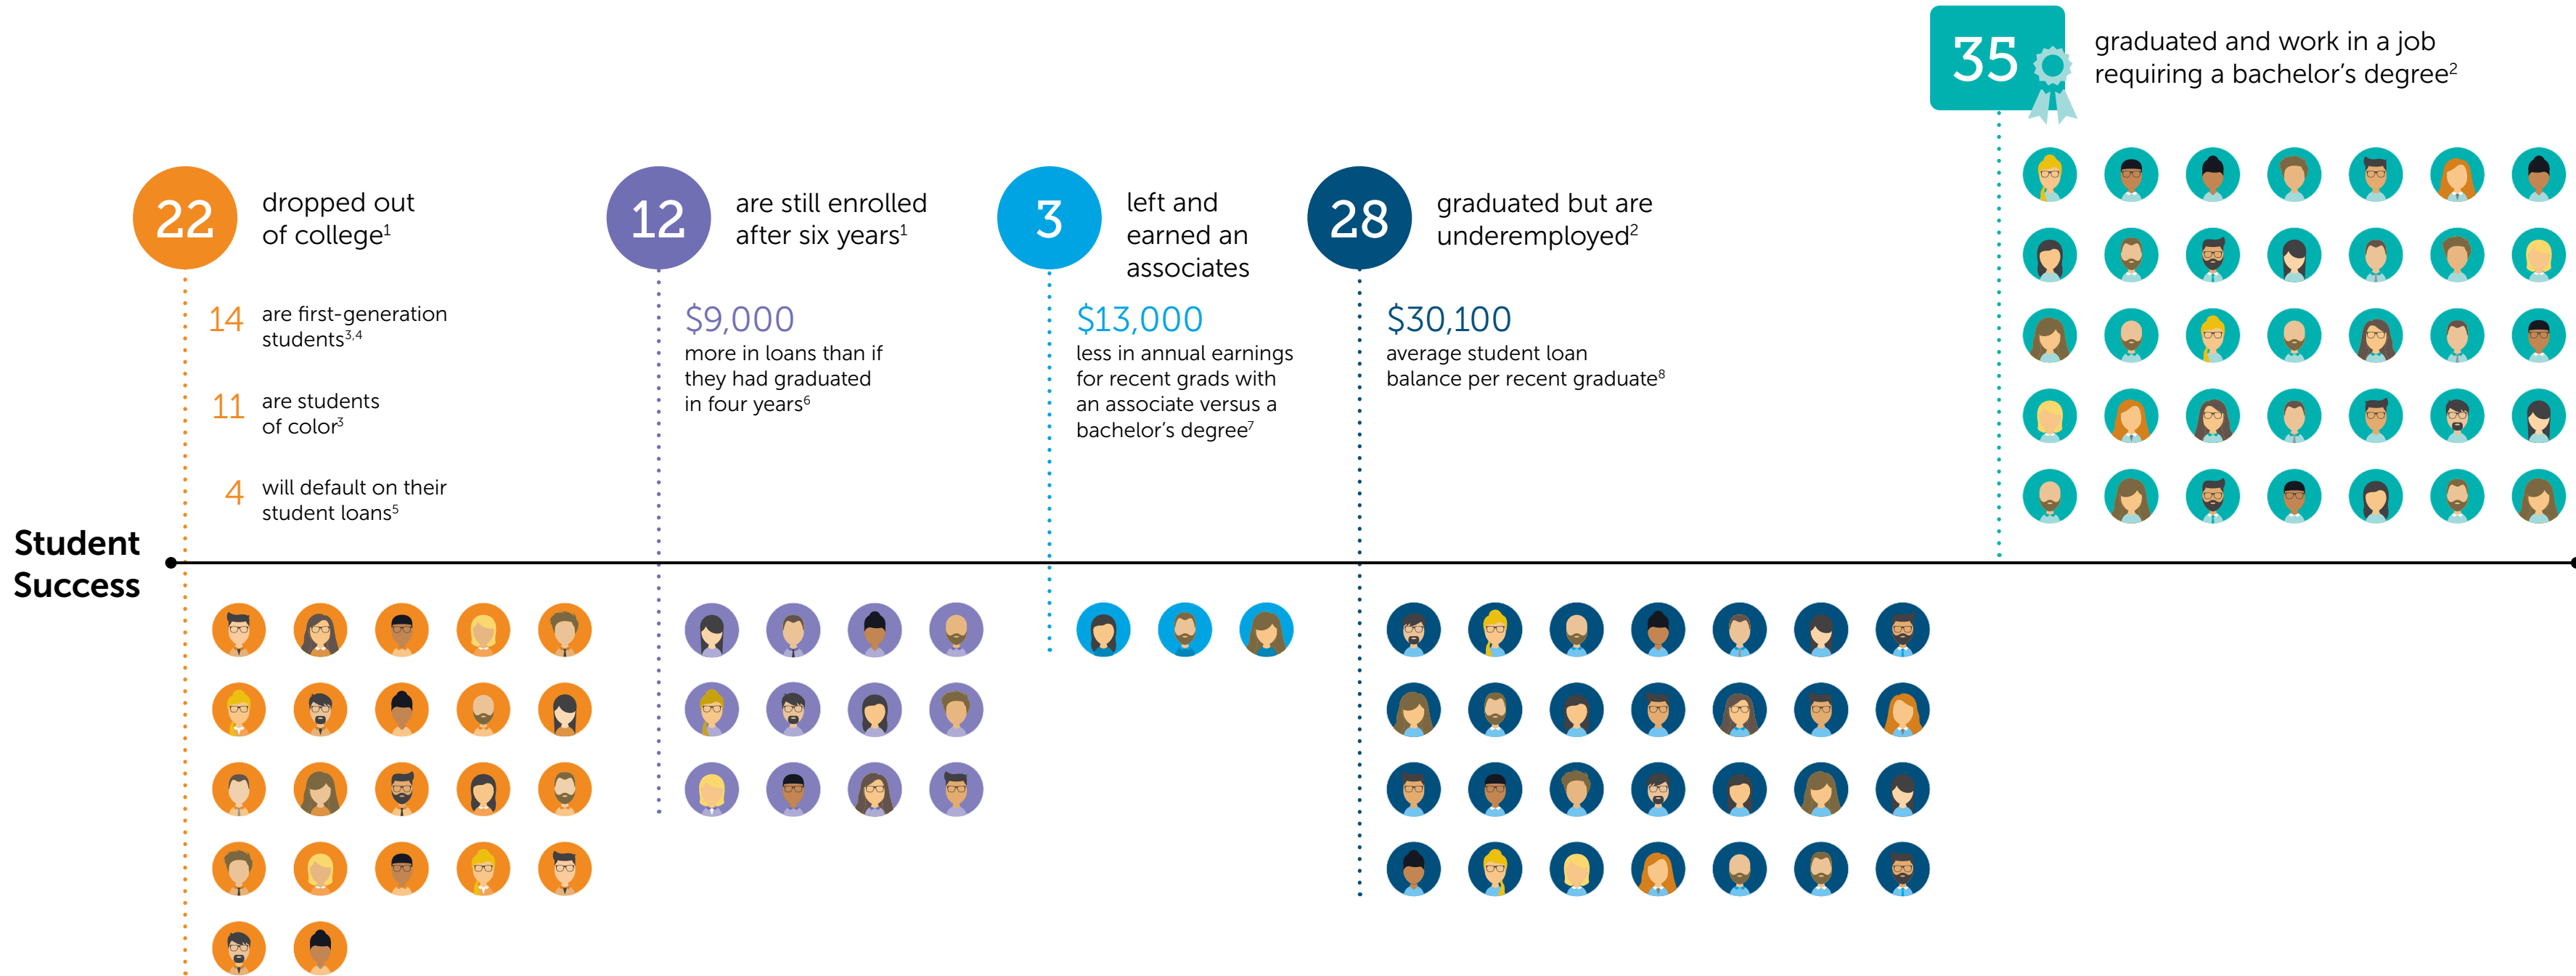 35
graduated and work in a job
requiring a bachelor’s degree²
22
dropped out
of college¹
14
are first-generation
students³,⁴
11
are students
of color³
4
will default on their
student loans⁵
12
are still enrolled
after six years¹
$9,000
more in loans than if
they had graduated
in four years⁶
3
left and
earned an
associates
$13,000
less in annual earnings
for recent grads with
an associate versus a
bachelor’s degree⁷
28
graduated but are
underemployed²
$30,100
average student loan
balance per recent graduate⁸
Student
Success